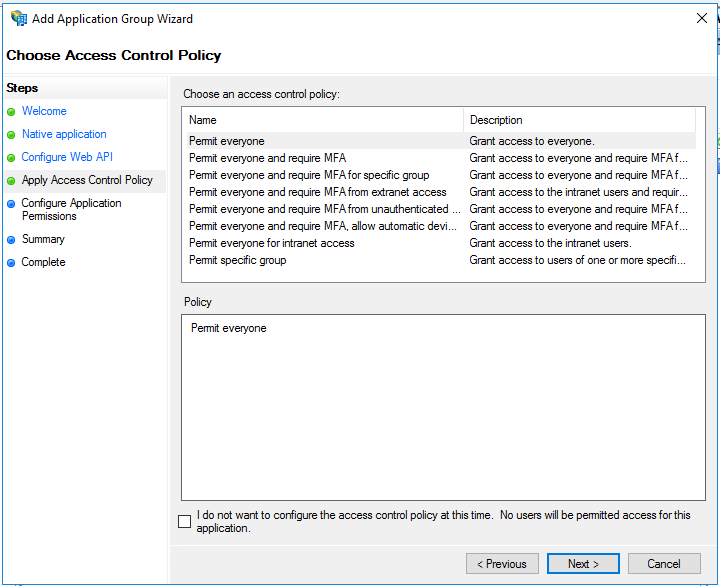 Add Application Group Wizard
Choose Access Control Policy
Steps
Welcome
Native application
Configure Web API
Apply Access Control Policy
Configure Application
Permissions
Summary
Complete
Choose an access control policy:
Name Description
Permit everyone Grant access to everyone.
Permit everyone and require MFA Grant access to everyone and require MFA f...
Permit everyone and require MFA for specific group Grant access to everyone and require MFA f...
Permit everyone and require MFA from extranet access Grant access to the intranet users and requir...
Permit everyone and require MFA from unauthenticated ... Grant access to everyone and require MFA f...
Permit everyone and require MFA, allow automatic devi... Grant access to everyone and require MFA f...
Permit everyone for intranet access Grant access to the intranet users.
Permit specific group Grant access to users of one or more specifi...
Policy
Permit everyone
I do not want to configure the access control policy at this time. No users will be permitted access for this
application.
< Previous Next > Cancel